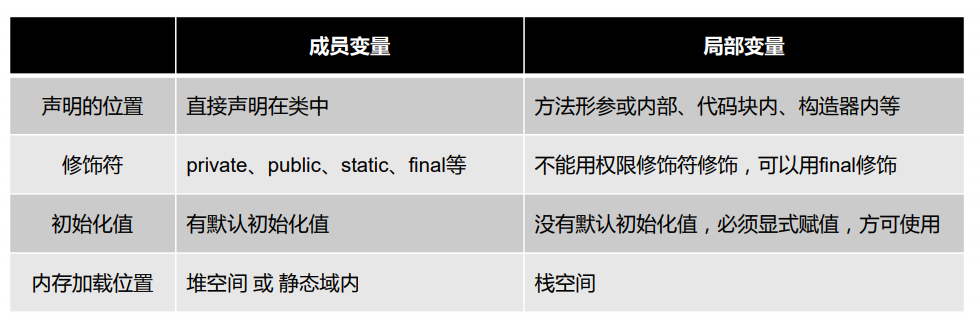 成员变量 局部变量
声明的位置 直接声明在类中 方法形参或内部、代码块内、构造器内等
修饰符 private、public、static、final等 不能用权限修饰符修饰，可以用final修饰
初始化值 有默认初始化值 没有默认初始化值，必须显式赋值，方可使用
内存加载位置 堆空间 或 静态域内 栈空间